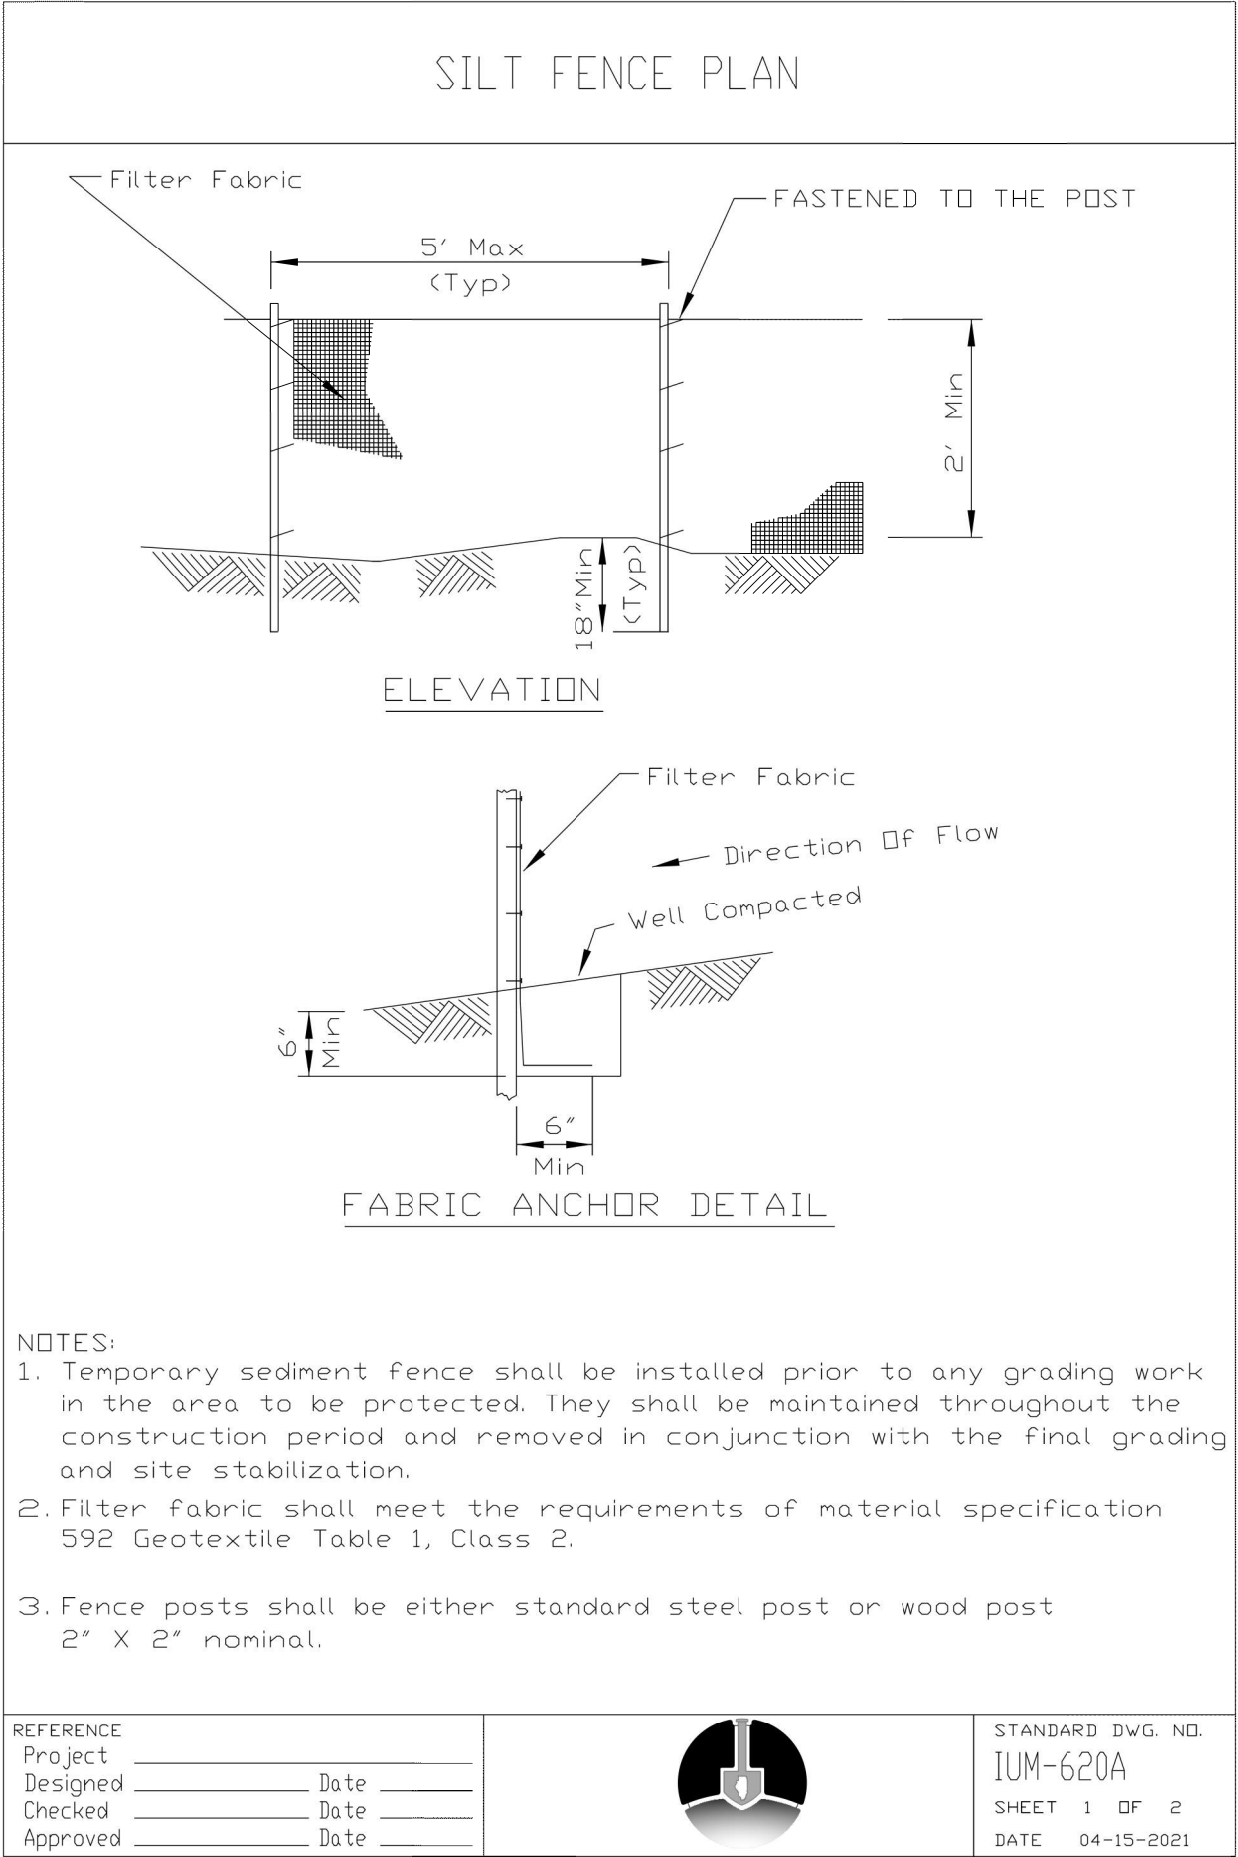 SILT FENCE PLAN
Filter Fabric
FASTENED TO THE POST
5' Max
(Typ)
2' Min
18"Min
(Typ)
ELEVATION
Filter Fabric
Direction Of Flow
Well Compacted
6"
Min
6"
Min
FABRIC ANCHOR DETAIL
NOTES:
1. Temporary sediment fence shall be installed prior to any grading work
in the area to be protected. They shall be maintained throughout the
construction period and removed in conjunction with the final grading
and site stabilization.
2. Filter fabric shall meet the requirements of material specification
592 Geotextile Table 1, Class 2.
3. Fence posts shall be either standard steel post or wood post
2" X 2" nominal.
REFERENCE
Project
Designed Date
Checked Date
Approved Date
STANDARD DWG. NO.
IUM-620A
SHEET 1 OF 2
DATE 04-15-2021